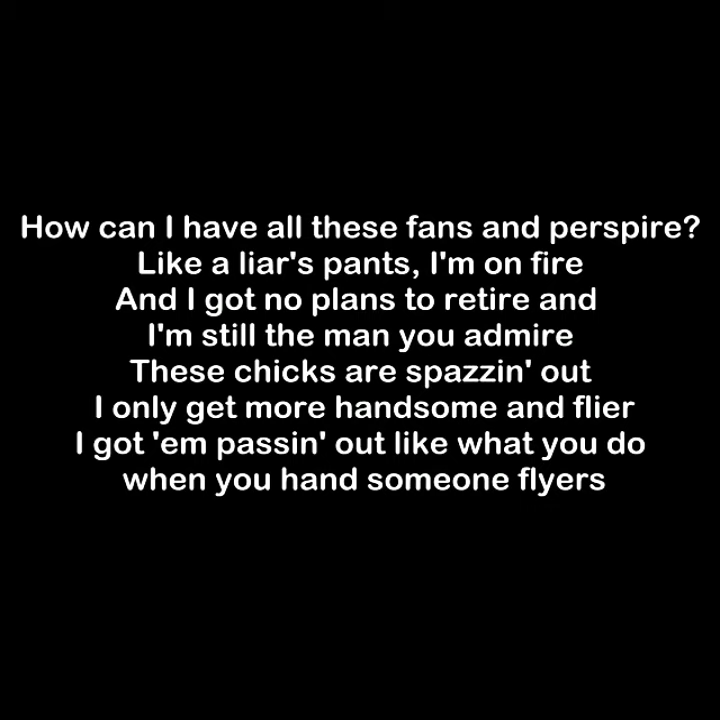 How can I have all these fans and perspire?
Like a liar's pants, I'm on fire
And I got no plans to retire and
I'm still the man you admire
These chicks are spazzin' out
I only get more handsome and flier
I got 'em passin' out like what you do
when you hand someone flyers